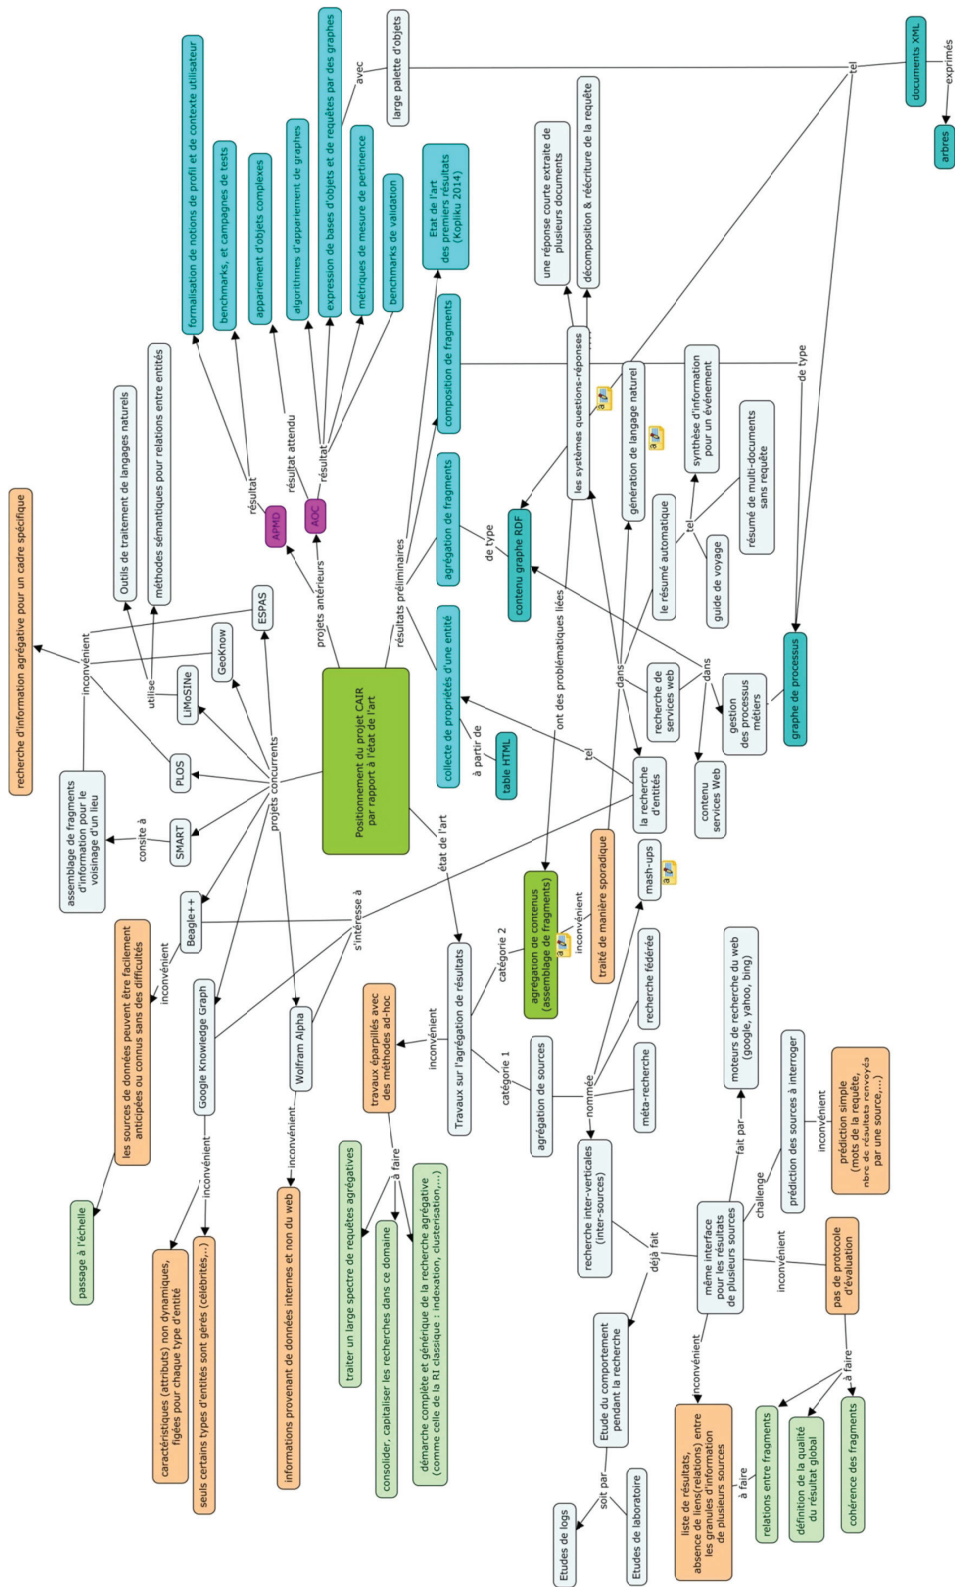 recherche d'information agrégative pour un cadre spécifique
assemblage de fragments
d'information pour le
voisinage d'un lieu
inconvénient
Outils de traitement de langages naturels
méthodes sémantiques pour relations entre entités
utilise
consite à
SMART
PLOS
LiMoSINe
GeoKnow
ESPAS
projets concurrents
Beagle++
inconvénient
les sources de données peuvent être facilement
anticipées ou connus sans des difficultés
passage à l'échelle
Google Knowledge Graph
inconvénient
caractéristiques (attributs) non dynamiques,
figées pour chaque type d'entité
seuls certains types d'entités sont gérés (célébrités,..)
Wolfram Alpha
inconvénient
informations provenant de données internes et non du web
s'intéresse à
Positionnement du projet CAIR
par rapport à l'état de l'art
projets antérieurs
APMD
résultat
formalisation de notions de profil et de contexte utilisateur
benchmarks, et campagnes de tests
AOC
résultat attendu
appariement d'objets complexes
résultat
algorithmes d'appariement de graphes
expression de bases d'objets et de requêtes par des graphes
métriques de mesure de pertinence
benchmarks de validation
avec
large palette d'objets
tel
documents XML
exprimés
arbres
résultats préliminaires
Etat de l'art
des premiers résultats
(Kopliku 2014)
composition de fragments
de type
agrégation de fragments
de type
contenu graphe RDF
collecte de propriétés d'une entité
à partir de
table HTML
tel
état de l'art
Travaux sur l'agrégation de résultats
inconvénient
travaux éparpillés avec
des méthodes ad-hoc
à faire
traiter un large spectre de requêtes agrégatives
consolider, capitaliser les recherches dans ce domaine
démarche complète et générique de la recherche agrégative
(comme celle de la RI classique : indexation, clusterisation,...)
catégorie 2
agrégation de contenus
(assemblage de fragments)
inconvénient
traité de manière sporadique
ont des problématiques liées
dans
les systèmes questions-réponses
une réponse courte extraite de
plusieurs documents
décomposition & réécriture de la requête
génération de langage naturel
le résumé automatique
tel
synthèse d'information
pour un événement
guide de voyage
résumé de multi-documents
sans requête
recherche de
services web
dans
gestion
des processus
métiers
contenu
services Web
graphe de processus
la recherche
d'entités
catégorie 1
agrégation de sources
nommée
mash-ups
recherche fédérée
méta-recherche
recherche inter-verticales
(inter-sources)
déjà fait
Etude du comportement
pendant la recherche
soit par
Etudes de logs
Etudes de laboratoire
même interface
pour les résultats
de plusieurs sources
fait par
moteurs de recherche du web
(google, yahoo, bing)
challenge
prédiction des sources à interroger
inconvénient
prédiction simple
(mots de la requête,
nbre de résultats renvoyés
par une source,...)
inconvénient
pas de protocole
d'évaluation
à faire
inconvénient
liste de résultats,
absence de liens(relations) entre
les granules d'information
de plusieurs sources
à faire
relations entre fragments
définition de la qualité
du résultat global
cohérence des fragments